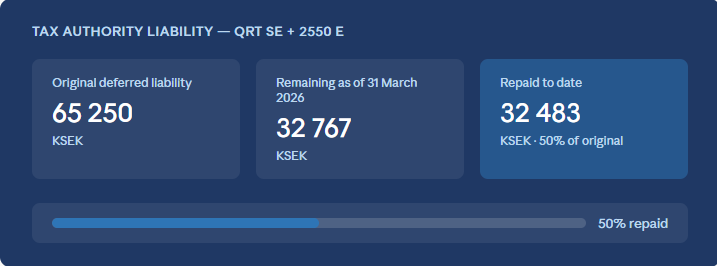 TAX AUTHORITY LIABILITY — QRT SE + 2550 E
Original deferred liability
65 250
KSEK
Remaining as of 31 March
2026
32 767
KSEK
Repaid to date
32 483
KSEK · 50% of original
50% repaid